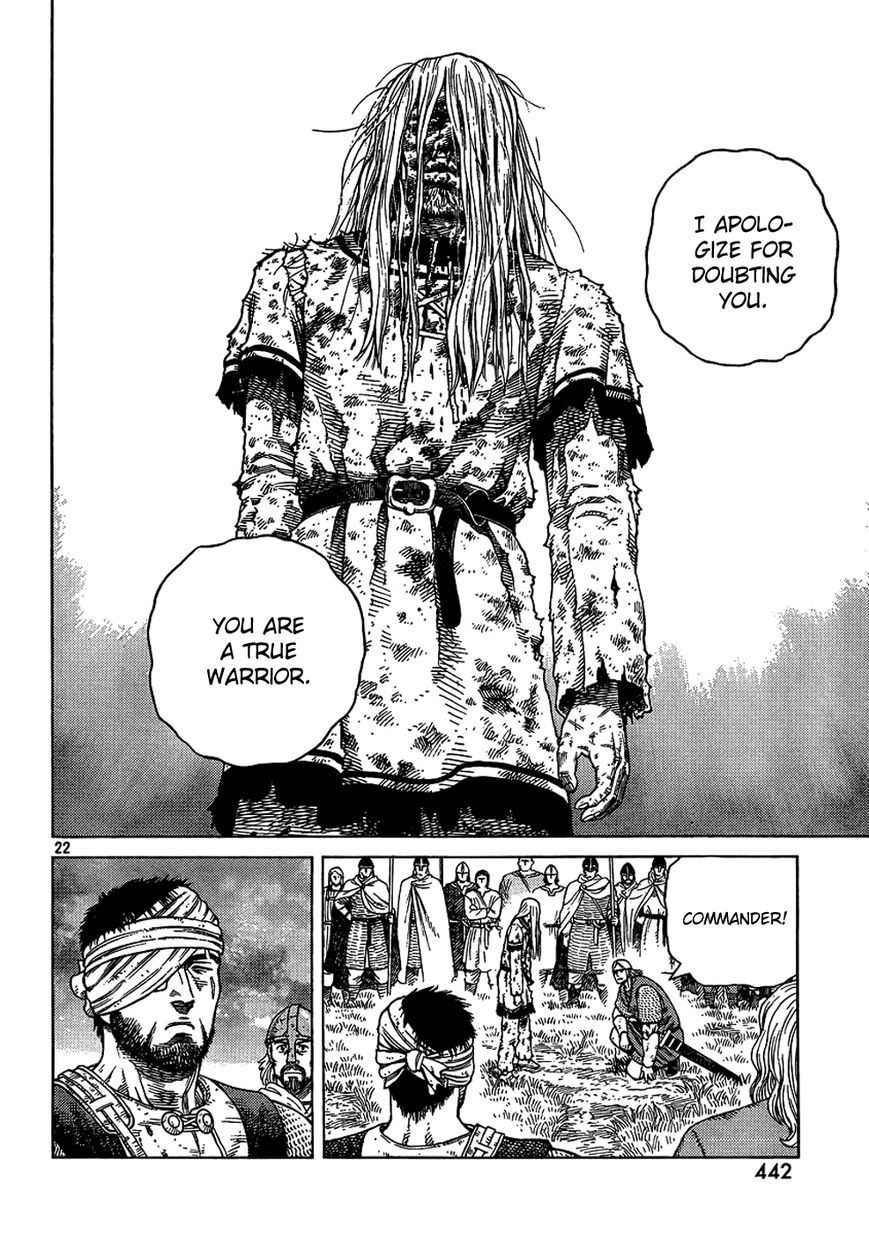 I APOLO-
GIZE FOR
DOUBTING
YOU.
YOU ARE
A TRUE
WARRIOR.
22
COMMANDER!
442